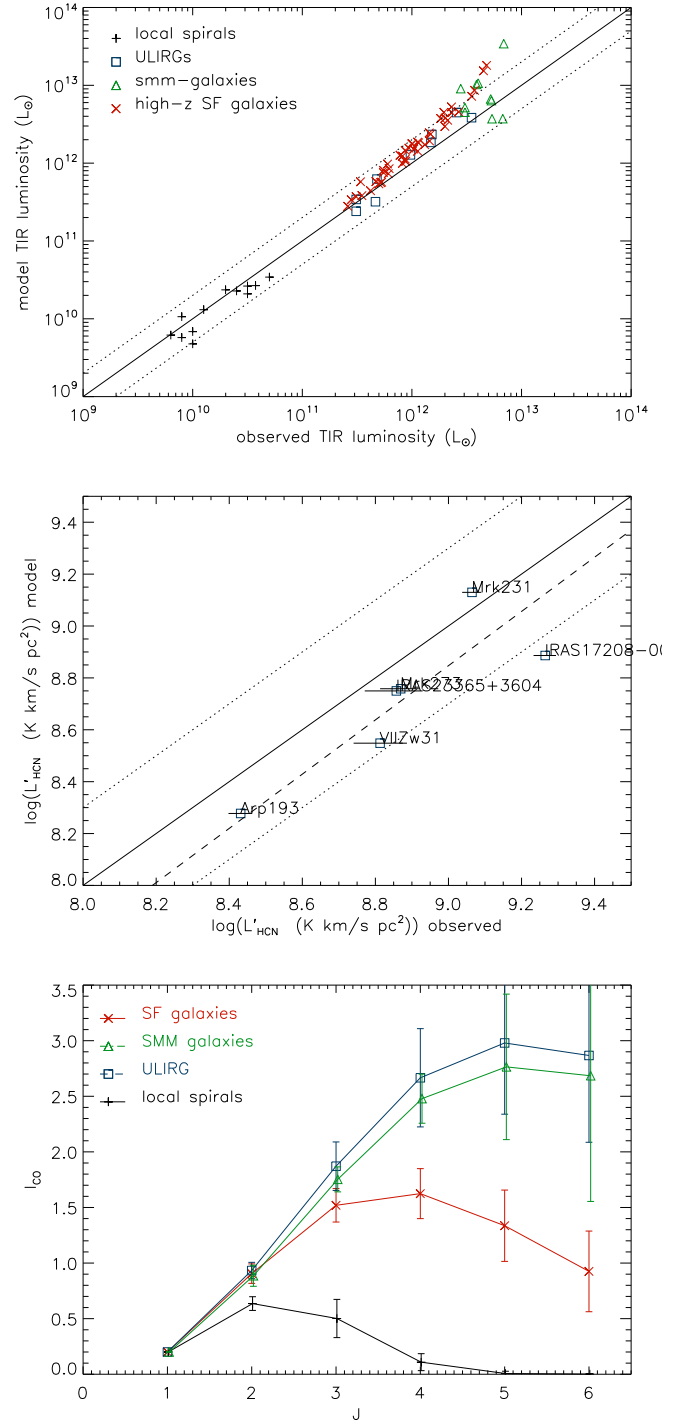 10^14
10^13
10^12
10^11
10^10
10^9
model TIR luminosity (L☉)
local spirals
ULIRGs
smm-galaxies
high-z SF galaxies
10^9 10^10 10^11 10^12 10^13 10^14
observed TIR luminosity (L☉)
9.4
9.2
9.0
8.8
8.6
8.4
8.2
8.0
log(L'HCN (K km/s pc²)) model
Mrk231
IRAS17208-00
Mrk273
IRAS23365+3604
VIIZw31
Arp193
8.0 8.2 8.4 8.6 8.8 9.0 9.2 9.4
log(L'HCN (K km/s pc²)) observed
3.5
3.0
2.5
2.0
1.5
1.0
0.5
0.0
ICO
SF galaxies
SMM galaxies
ULIRG
local spirals
0 1 2 3 4 5 6
J